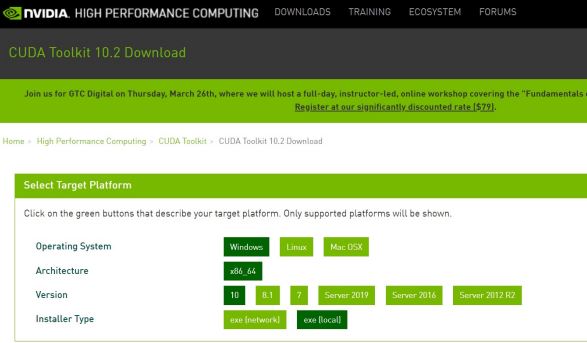 NVIDIA. HIGH PERFORMANCE COMPUTING DOWNLOADS TRAINING ECOSYSTEM FORUMS
CUDA Toolkit 10.2 Download
Join us for GTC Digital on Thursday, March 26th, where we will host a full-day, instructor-led, online workshop covering the "Fundamentals
Register at our significantly discounted rate ($79).
Home > High Performance Computing > CUDA Toolkit > CUDA Toolkit 10.2 Download
Select Target Platform
Click on the green buttons that describe your target platform. Only supported platforms will be shown.
Operating System Windows Linux Mac OSX
Architecture x86_64
Version 10 8.1 7 Server 2019 Server 2016 Server 2012 R2
Installer Type exe (network) exe (local)